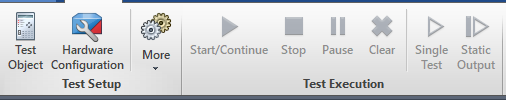 Test Object
Hardware Configuration
More
Test Setup
Start/Continue
Stop
Pause
Clear
Single Test
Static Output
Test Execution